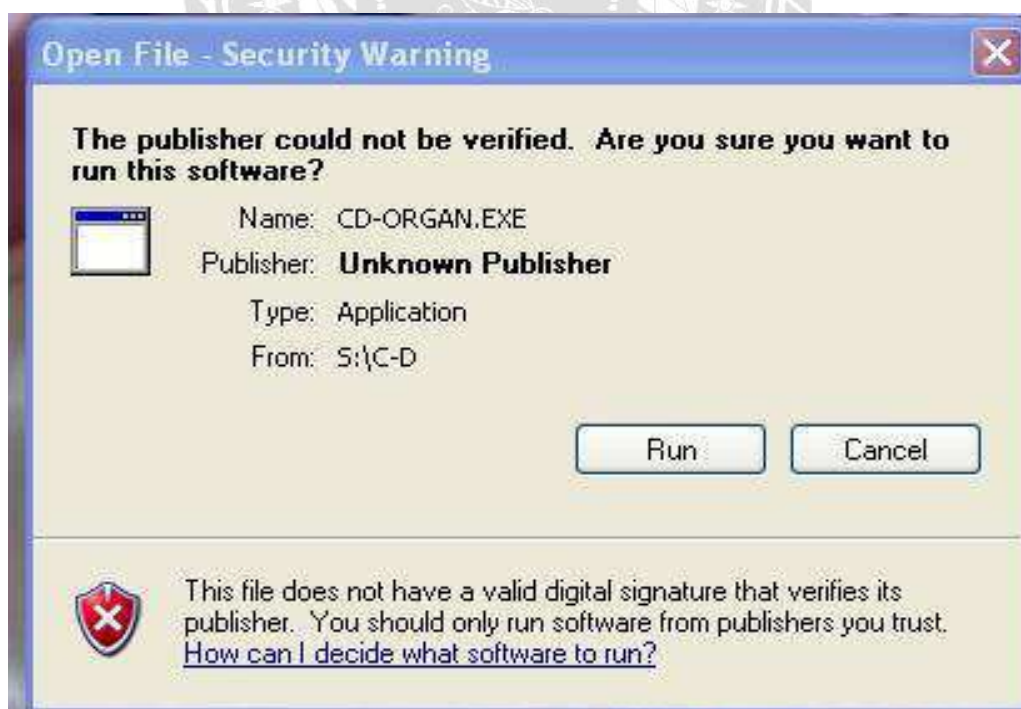 Open File - Security Warning
The publisher could not be verified. Are you sure you want to
run this software?
Name: CD-ORGAN.EXE
Publisher: Unknown Publisher
Type: Application
From: S:\C-D
Run Cancel
This file does not have a valid digital signature that verifies its
publisher. You should only run software from publishers you trust.
How can I decide what software to run?